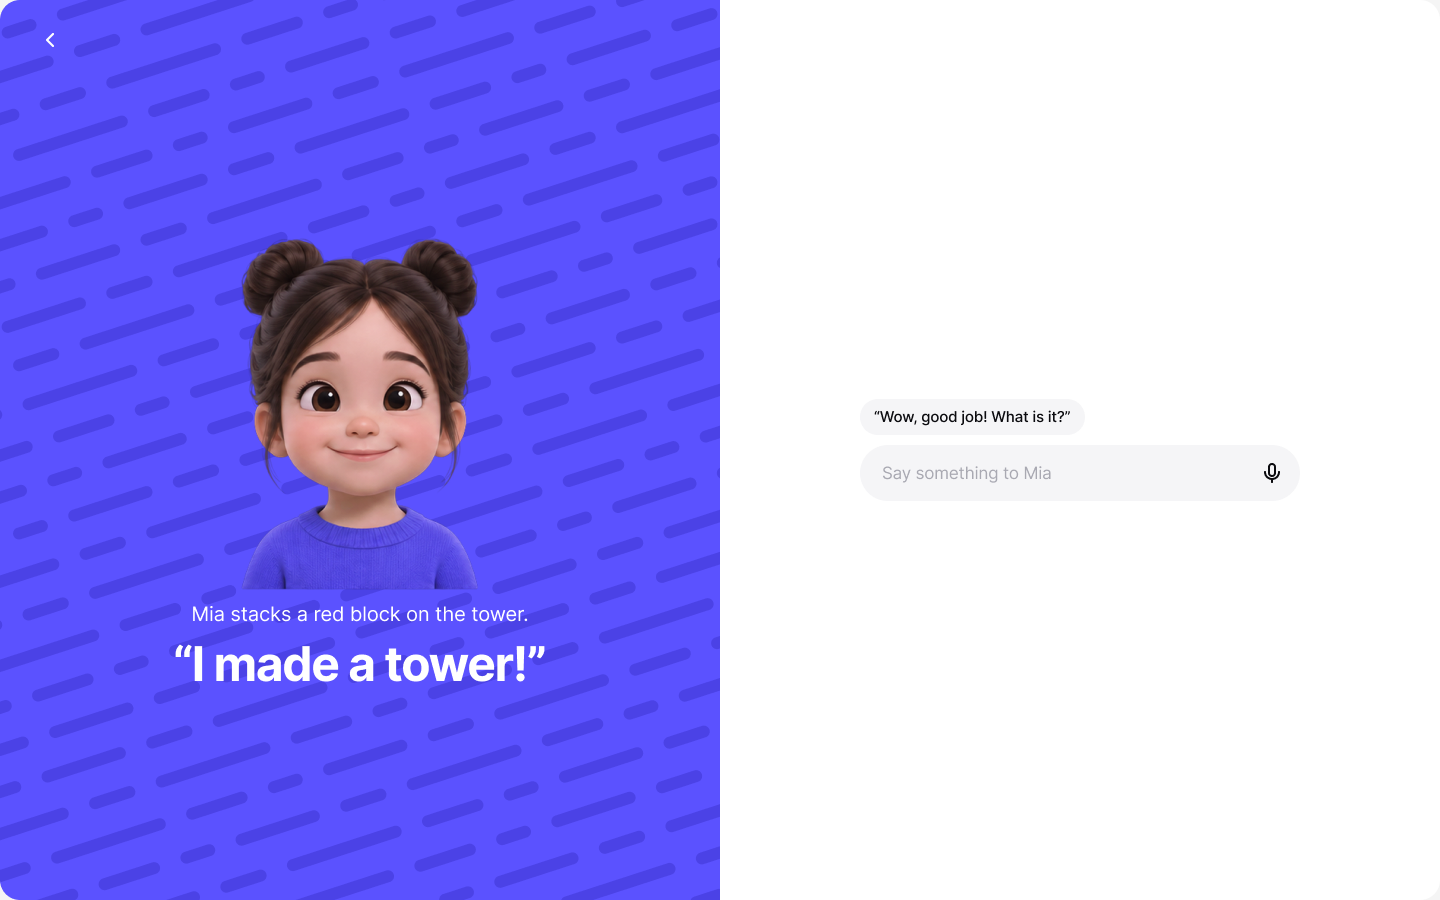 Mia stacks a red block on the tower.
“I made a tower!”
“Wow, good job! What is it?”
Say something to Mia